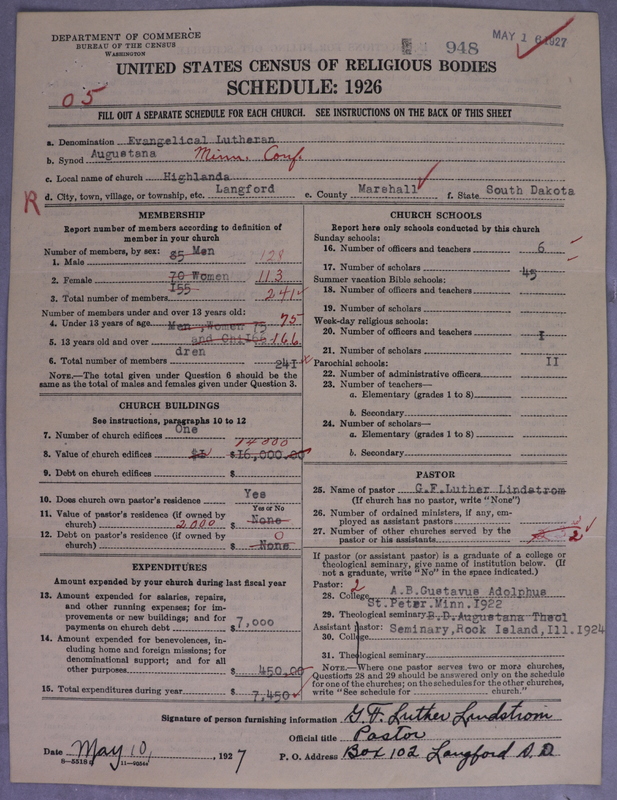 DEPARTMENT OF COMMERCE
BUREAU OF THE CENSUS
WASHINGTON
948
MAY 16 1927
UNITED STATES CENSUS OF RELIGIOUS BODIES
SCHEDULE: 1926
05
FILL OUT A SEPARATE SCHEDULE FOR EACH CHURCH. SEE INSTRUCTIONS ON THE BACK OF THIS SHEET
a. Denomination Evangelical Lutheran
b. Synod Augustana Minn. Conf.
c. Local name of church Highlands
R d. City, town, village, or township, etc. Langford e. County Marshall f. State South Dakota
MEMBERSHIP
Report number of members according to definition of
member in your church
Number of members, by sex:
1. Male 85 Men 128
2. Female 70 Women 113
3. Total number of members 155 241
Number of members under and over 13 years old:
4. Under 13 years of age Men, Women 75 75
5. 13 years old and over and Chil 166 166
dren
6. Total number of members 241
NOTE.—The total given under Question 6 should be the
same as the total of males and females given under Question 3.
CHURCH BUILDINGS
See instructions, paragraphs 10 to 12
7. Number of church edifices One
14000
8. Value of church edifices $1 $16,000.00
9. Debt on church edifices $
10. Does church own pastor's residence Yes
Yes or No
11. Value of pastor's residence (if owned by
church) 2,000 $ None
12. Debt on pastor's residence (if owned by
church) $ None 0
EXPENDITURES
Amount expended by your church during last fiscal year
13. Amount expended for salaries, repairs,
and other running expenses; for im-
provements or new buildings; and for
payments on church debt $7,000
14. Amount expended for benevolences, in-
cluding home and foreign missions; for
denominational support; and for all
other purposes $ 450.00
15. Total expenditures during year $ 7,450
CHURCH SCHOOLS
Report here only schools conducted by this church
Sunday schools:
16. Number of officers and teachers 6
17. Number of scholars 45
Summer vacation Bible schools:
18. Number of officers and teachers
19. Number of scholars
Week-day religious schools:
20. Number of officers and teachers I
21. Number of scholars II
Parochial schools:
22. Number of administrative officers
23. Number of teachers—
a. Elementary (grades 1 to 8)
b. Secondary
24. Number of scholars—
a. Elementary (grades 1 to 8)
b. Secondary
PASTOR
25. Name of pastor G.F.Luther Lindstrom
(If church has no pastor, write "None")
26. Number of ordained ministers, if any, em-
ployed as assistant pastors
27. Number of other churches served by the
pastor or his assistants 2
If pastor (or assistant pastor) is a graduate of a college or
theological seminary, give name of institution below. (If
not a graduate, write "No" in the space indicated.)
Pastor: 2
28. College A.B.Gustavus Adolphus
St.Peter.Minn.I922
29. Theological seminary B.D.Augustana Theol
Assistant pastor: Seminary,Rock Island,Ill.I924
30. College
31. Theological seminary
NOTE.—Where one pastor serves two or more churches,
Questions 28 and 29 should be answered only on the schedule
for one of the churches; on the schedules for the other churches,
write "See schedule for church."
Signature of person furnishing information G. F. Luther Lindstrom
Official title Pastor
Date May 10, 1927 P. O. Address Box 102 Langford S. D.